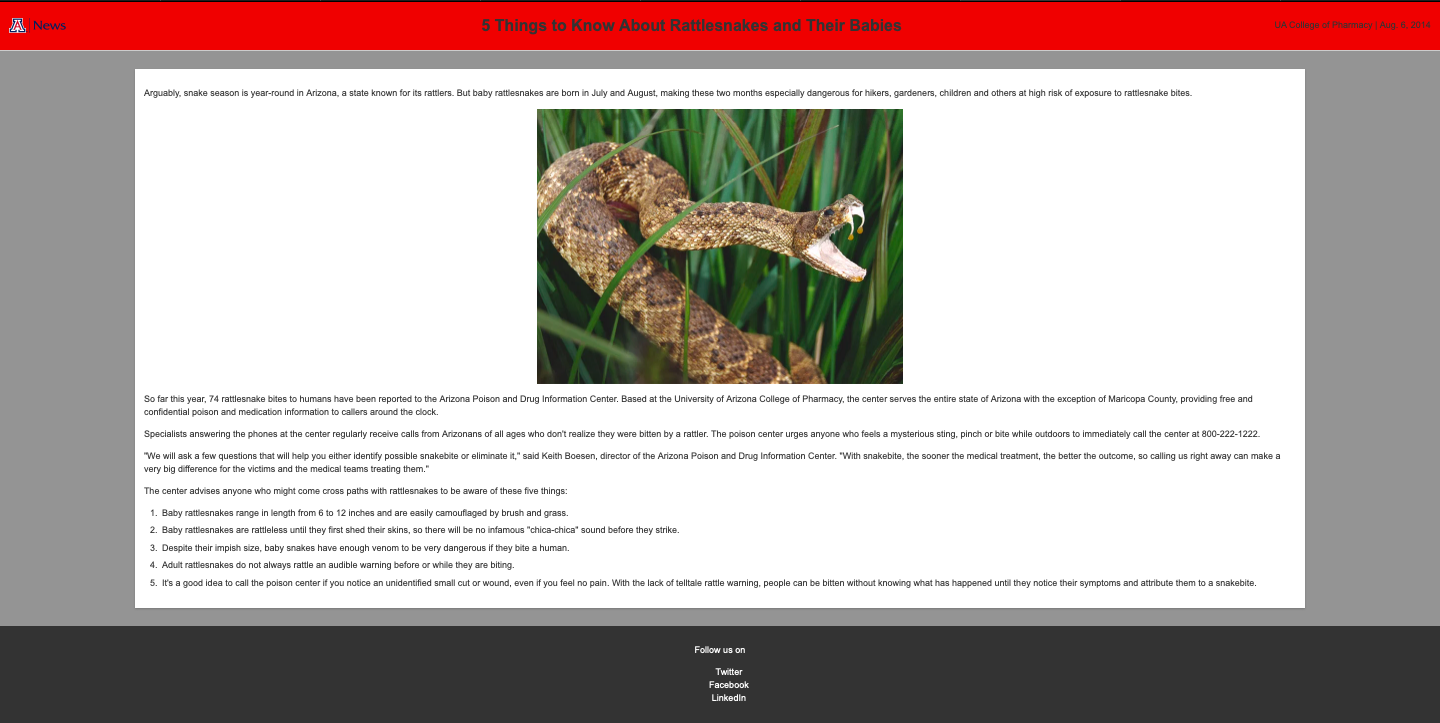 A News
5 Things to Know About Rattlesnakes and Their Babies
UA College of Pharmacy | Aug. 6, 2014
Arguably, snake season is year-round in Arizona, a state known for its rattlers. But baby rattlesnakes are born in July and August, making these two months especially dangerous for hikers, gardeners, children and others at high risk of exposure to rattlesnake bites.
So far this year, 74 rattlesnake bites to humans have been reported to the Arizona Poison and Drug Information Center. Based at the University of Arizona College of Pharmacy, the center serves the entire state of Arizona with the exception of Maricopa County, providing free and
confidential poison and medication information to callers around the clock.
Specialists answering the phones at the center regularly receive calls from Arizonans of all ages who don't realize they were bitten by a rattler. The poison center urges anyone who feels a mysterious sting, pinch or bite while outdoors to immediately call the center at 800-222-1222.
"We will ask a few questions that will help you either identify possible snakebite or eliminate it," said Keith Boesen, director of the Arizona Poison and Drug Information Center. "With snakebite, the sooner the medical treatment, the better the outcome, so calling us right away can make a
very big difference for the victims and the medical teams treating them."
The center advises anyone who might come cross paths with rattlesnakes to be aware of these five things:
1. Baby rattlesnakes range in length from 6 to 12 inches and are easily camouflaged by brush and grass.
2. Baby rattlesnakes are rattleless until they first shed their skins, so there will be no infamous "chica-chica" sound before they strike.
3. Despite their impish size, baby snakes have enough venom to be very dangerous if they bite a human.
4. Adult rattlesnakes do not always rattle an audible warning before or while they are biting.
5. It's a good idea to call the poison center if you notice an unidentified small cut or wound, even if you feel no pain. With the lack of telltale rattle warning, people can be bitten without knowing what has happened until they notice their symptoms and attribute them to a snakebite.
Follow us on
Twitter
Facebook
LinkedIn